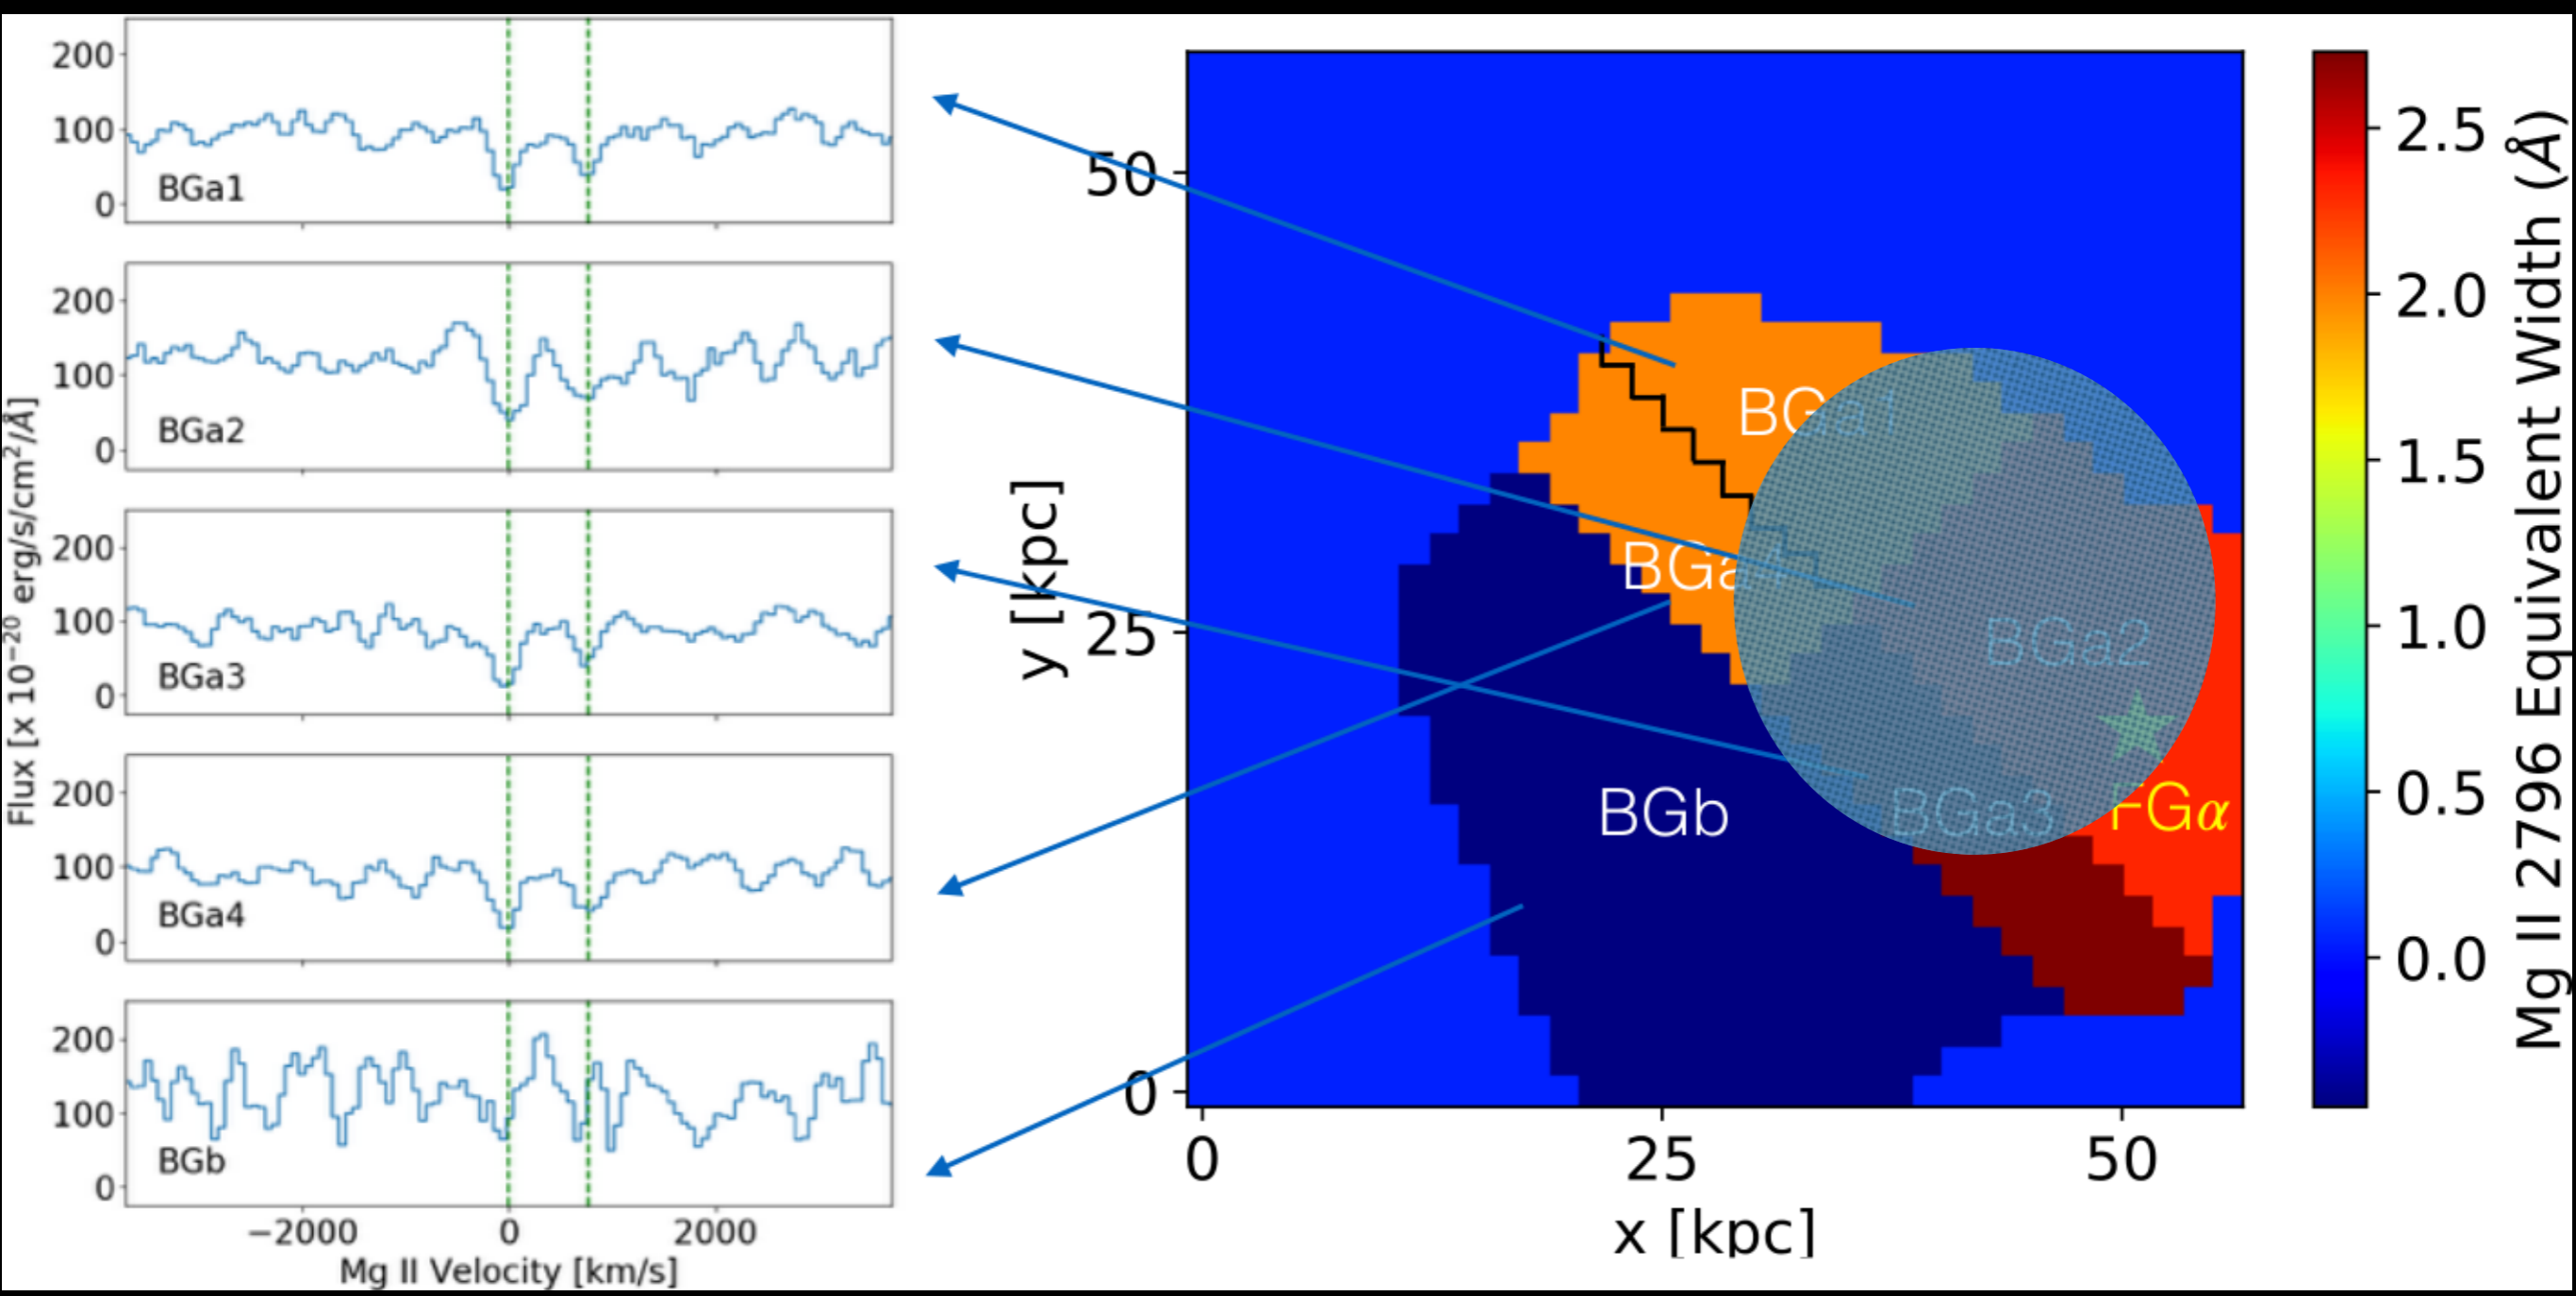 200
100
0
BGa1
200
100
0
BGa2
200
100
0
BGa3
200
100
0
BGa4
200
100
0
BGb
−2000 0 2000
Mg II Velocity [km/s]
Flux [x 10⁻²⁰ erg/s/cm²/Å]
50
25
0
y [kpc]
0 25 50
x [kpc]
BGa1
BGa4
BGa2
BGb
BGa3
FGα
2.5
2.0
1.5
1.0
0.5
0.0
Mg II 2796 Equivalent Width (Å)